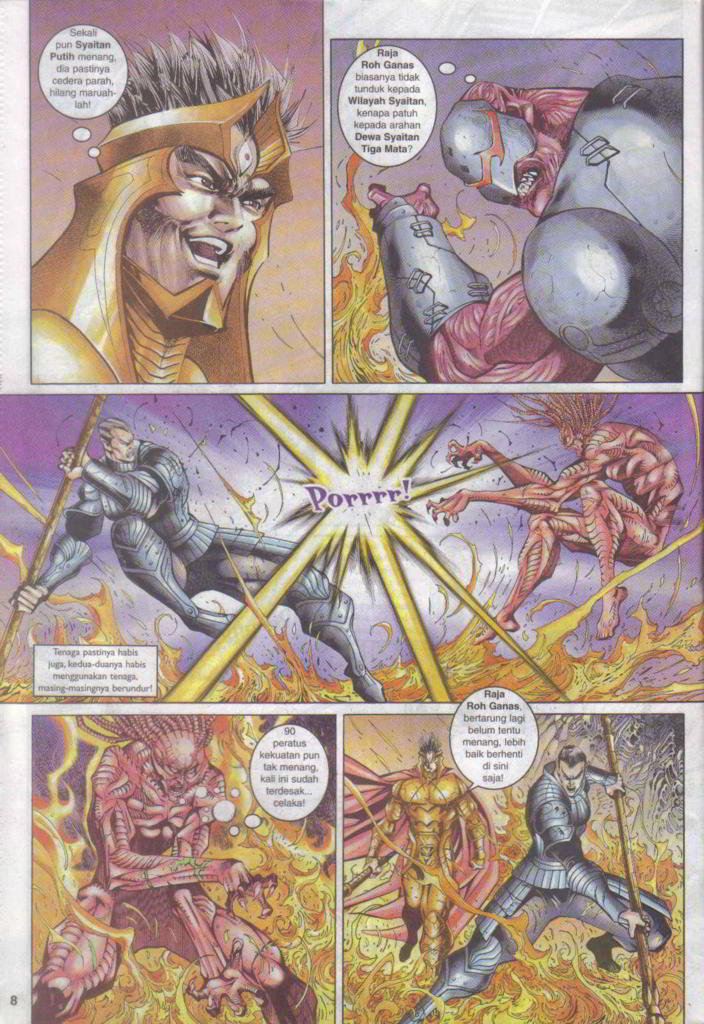 Sekali
pun Syaitan
Putih menang,
dia pastinya
cedera parah,
hilang maruah-
lah!
Raja
Roh Ganas
biasanya tidak
tunduk kepada
Wilayah Syaitan,
kenapa patuh
kepada arahan
Dewa Syaitan
Tiga Mata?
Porrrr!
Tenaga pastinya habis
juga, kedua-duanya habis
menggunakan tenaga,
masing-masingnya berundur!
90
peratus
kekuatan pun
tak menang,
kali ini sudah
terdesak...
celaka!
Raja
Roh Ganas,
bertarung lagi
belum tentu
menang, lebih
baik berhenti
di sini
saja!
8